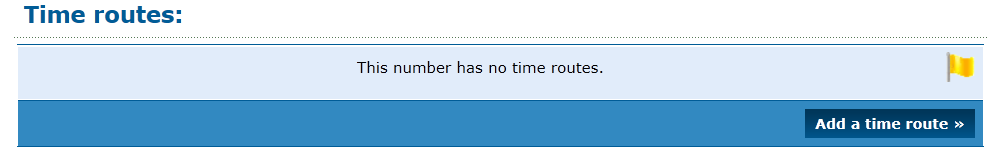 Time routes:
This number has no time routes.
Add a time route »